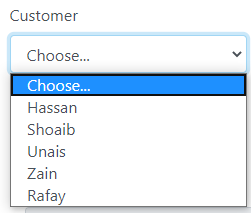 Customer
Choose...
Choose...
Hassan
Shoaib
Unais
Zain
Rafay